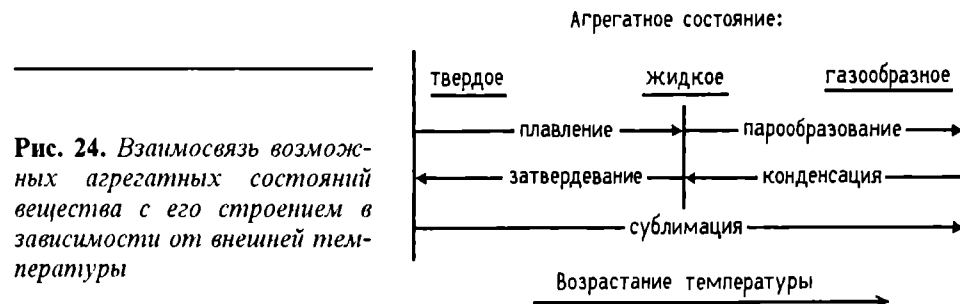 Агрегатное состояние:
твердое жидкое газообразное
плавление парообразование
затвердевание конденсация
сублимация
Возрастание температуры
Рис. 24. Взаимосвязь возмож-
ных агрегатных состояний
вещества с его строением в
зависимости от внешней тем-
пературы